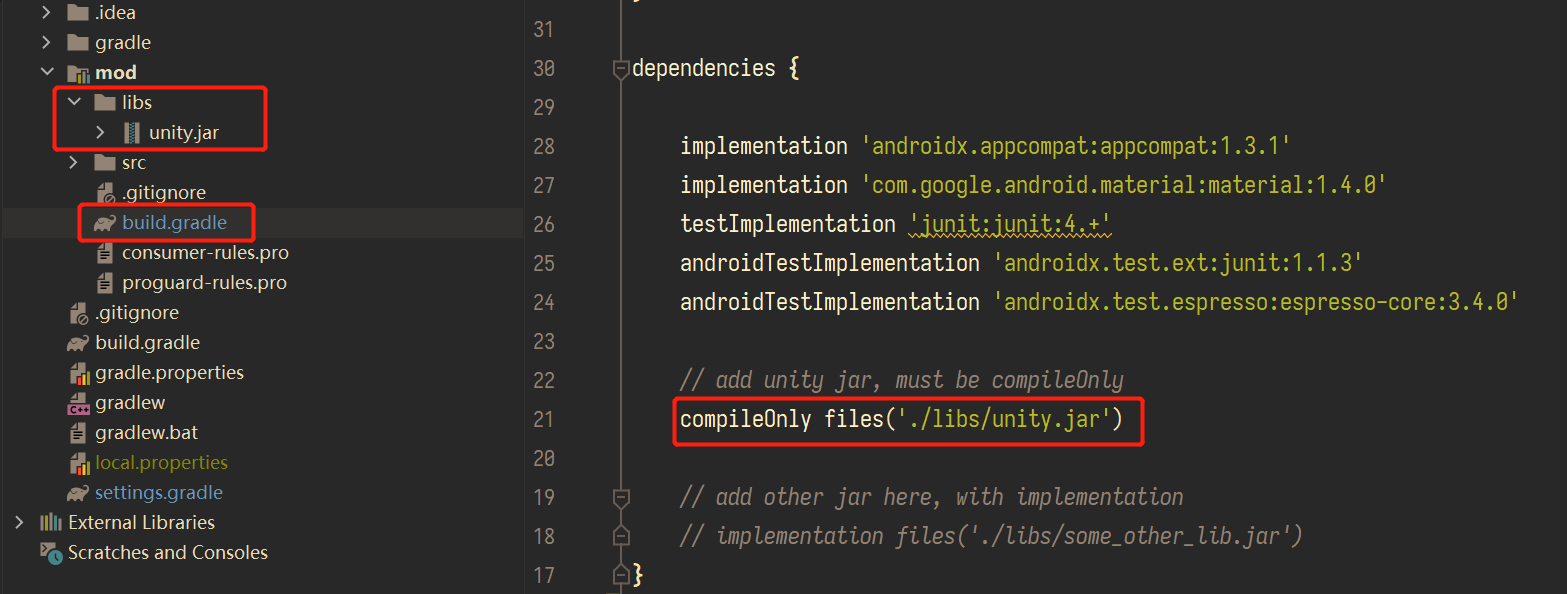 .idea
gradle
mod
libs
unity.jar
src
.gitignore
build.gradle
consumer-rules.pro
proguard-rules.pro
.gitignore
build.gradle
gradle.properties
gradlew
gradlew.bat
local.properties
settings.gradle
External Libraries
Scratches and Consoles
31
30 dependencies {
29
28 implementation 'androidx.appcompat:appcompat:1.3.1'
27 implementation 'com.google.android.material:material:1.4.0'
26 testImplementation 'junit:junit:4.+'
25 androidTestImplementation 'androidx.test.ext:junit:1.1.3'
24 androidTestImplementation 'androidx.test.espresso:espresso-core:3.4.0'
23
22 // add unity jar, must be compileOnly
21 compileOnly files('./libs/unity.jar')
20
19 // add other jar here, with implementation
18 // implementation files('./libs/some_other_lib.jar')
17 }